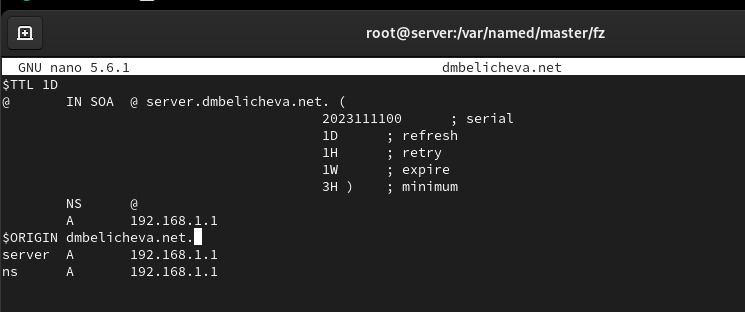 root@server:/var/named/master/fz
GNU nano 5.6.1 dmbelicheva.net
$TTL 1D
@ IN SOA @ server.dmbelicheva.net. (
2023111100 ; serial
1D ; refresh
1H ; retry
1W ; expire
3H ) ; minimum
NS @
A 192.168.1.1
$ORIGIN dmbelicheva.net.
server A 192.168.1.1
ns A 192.168.1.1